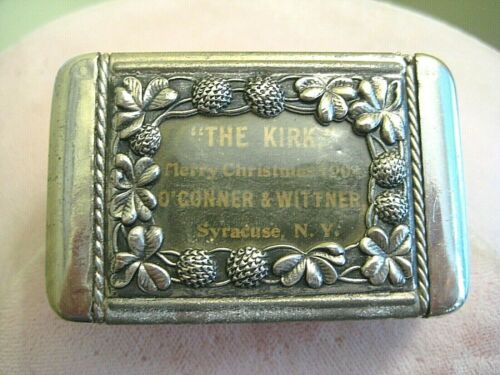 "THE KIRK"
Merry Christmas
O'CONNER & WITTNER
Syracuse, N. Y.